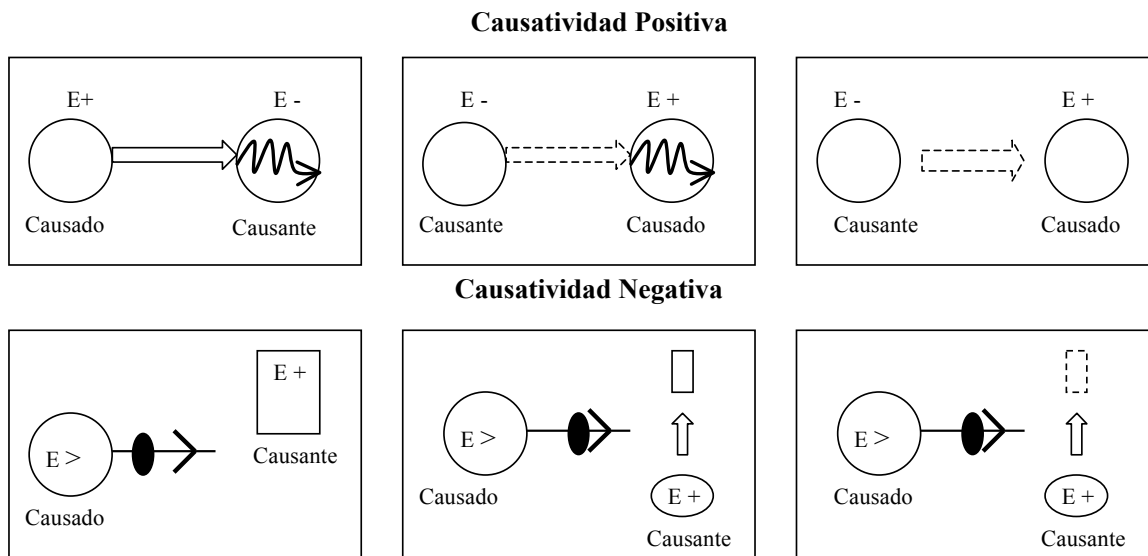 Causatividad Positiva
E+ E -
Causado Causante
E - E +
Causante Causado
E - E +
Causante Causado
Causatividad Negativa
E +
E >
Causante
Causado
E >
Causado
E +
Causante
E >
Causado
E +
Causante